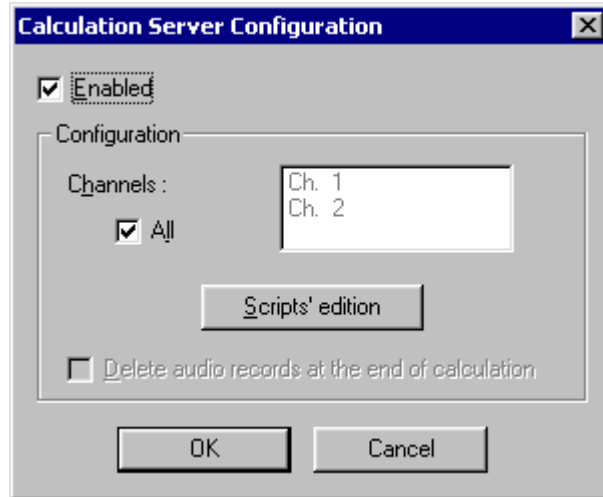 Calculation Server Configuration
Enabled
Configuration
Channels :
All
Ch. 1
Ch. 2
Scripts' edition
Delete audio records at the end of calculation
OK
Cancel